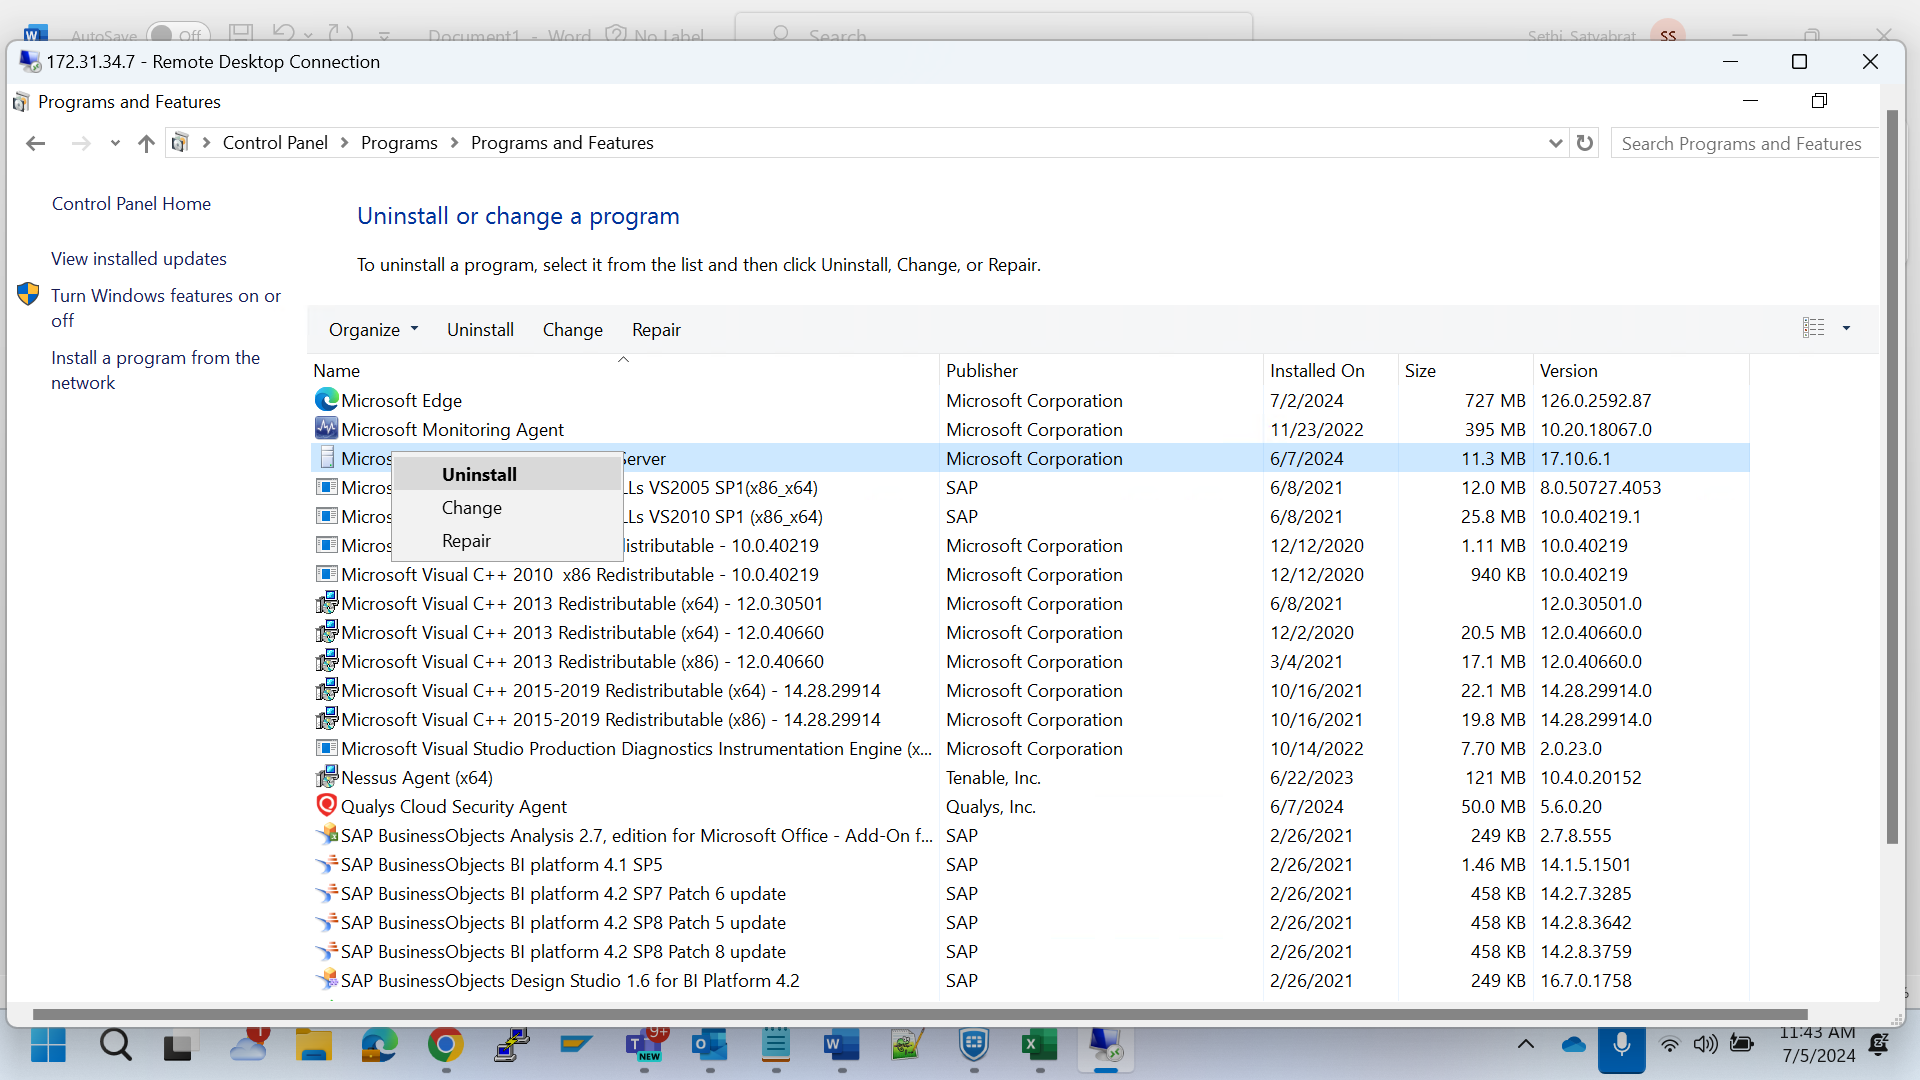 AutoSave Off Document1 - Word No Label Search Sethi, Satyabrat SS
172.31.34.7 - Remote Desktop Connection
Programs and Features
Control Panel Programs Programs and Features Search Programs and Features
Control Panel Home
View installed updates
Turn Windows features on or
off
Install a program from the
network
Uninstall or change a program
To uninstall a program, select it from the list and then click Uninstall, Change, or Repair.
Organize Uninstall Change Repair
Name Publisher Installed On Size Version
Microsoft Edge Microsoft Corporation 7/2/2024 727 MB 126.0.2592.87
Microsoft Monitoring Agent Microsoft Corporation 11/23/2022 395 MB 10.20.18067.0
Micros Server Microsoft Corporation 6/7/2024 11.3 MB 17.10.6.1
Micros LLs VS2005 SP1(x86_x64) SAP 6/8/2021 12.0 MB 8.0.50727.4053
Micros LLs VS2010 SP1 (x86_x64) SAP 6/8/2021 25.8 MB 10.0.40219.1
Micros istributable - 10.0.40219 Microsoft Corporation 12/12/2020 1.11 MB 10.0.40219
Uninstall
Change
Repair
Microsoft Visual C++ 2010 x86 Redistributable - 10.0.40219 Microsoft Corporation 12/12/2020 940 KB 10.0.40219
Microsoft Visual C++ 2013 Redistributable (x64) - 12.0.30501 Microsoft Corporation 6/8/2021 12.0.30501.0
Microsoft Visual C++ 2013 Redistributable (x64) - 12.0.40660 Microsoft Corporation 12/2/2020 20.5 MB 12.0.40660.0
Microsoft Visual C++ 2013 Redistributable (x86) - 12.0.40660 Microsoft Corporation 3/4/2021 17.1 MB 12.0.40660.0
Microsoft Visual C++ 2015-2019 Redistributable (x64) - 14.28.29914 Microsoft Corporation 10/16/2021 22.1 MB 14.28.29914.0
Microsoft Visual C++ 2015-2019 Redistributable (x86) - 14.28.29914 Microsoft Corporation 10/16/2021 19.8 MB 14.28.29914.0
Microsoft Visual Studio Production Diagnostics Instrumentation Engine (x... Microsoft Corporation 10/14/2022 7.70 MB 2.0.23.0
Nessus Agent (x64) Tenable, Inc. 6/22/2023 121 MB 10.4.0.20152
Qualys Cloud Security Agent Qualys, Inc. 6/7/2024 50.0 MB 5.6.0.20
SAP BusinessObjects Analysis 2.7, edition for Microsoft Office - Add-On f... SAP 2/26/2021 249 KB 2.7.8.555
SAP BusinessObjects BI platform 4.1 SP5 SAP 2/26/2021 1.46 MB 14.1.5.1501
SAP BusinessObjects BI platform 4.2 SP7 Patch 6 update SAP 2/26/2021 458 KB 14.2.7.3285
SAP BusinessObjects BI platform 4.2 SP8 Patch 5 update SAP 2/26/2021 458 KB 14.2.8.3642
SAP BusinessObjects BI platform 4.2 SP8 Patch 8 update SAP 2/26/2021 458 KB 14.2.8.3759
SAP BusinessObjects Design Studio 1.6 for BI Platform 4.2 SAP 2/26/2021 249 KB 16.7.0.1758
1 9+ NEW 11:43 AM
7/5/2024